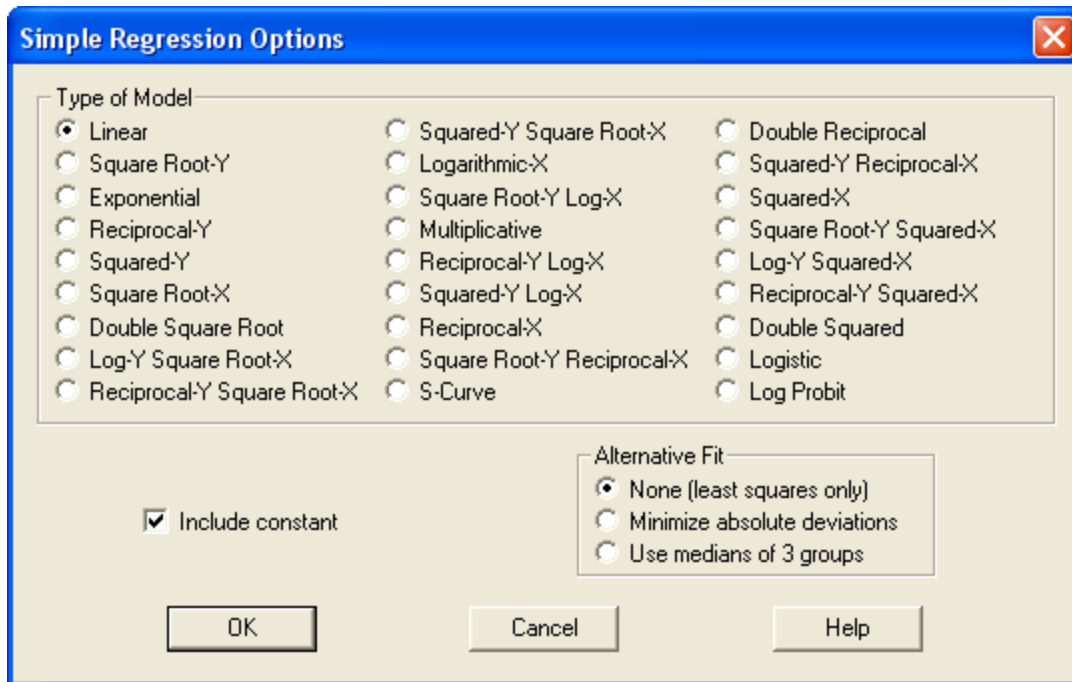 Simple Regression Options
Type of Model
Linear
Square Root-Y
Exponential
Reciprocal-Y
Squared-Y
Square Root-X
Double Square Root
Log-Y Square Root-X
Reciprocal-Y Square Root-X
Squared-Y Square Root-X
Logarithmic-X
Square Root-Y Log-X
Multiplicative
Reciprocal-Y Log-X
Squared-Y Log-X
Reciprocal-X
Square Root-Y Reciprocal-X
S-Curve
Double Reciprocal
Squared-Y Reciprocal-X
Squared-X
Square Root-Y Squared-X
Log-Y Squared-X
Reciprocal-Y Squared-X
Double Squared
Logistic
Log Probit
Include constant
Alternative Fit
None (least squares only)
Minimize absolute deviations
Use medians of 3 groups
OK
Cancel
Help